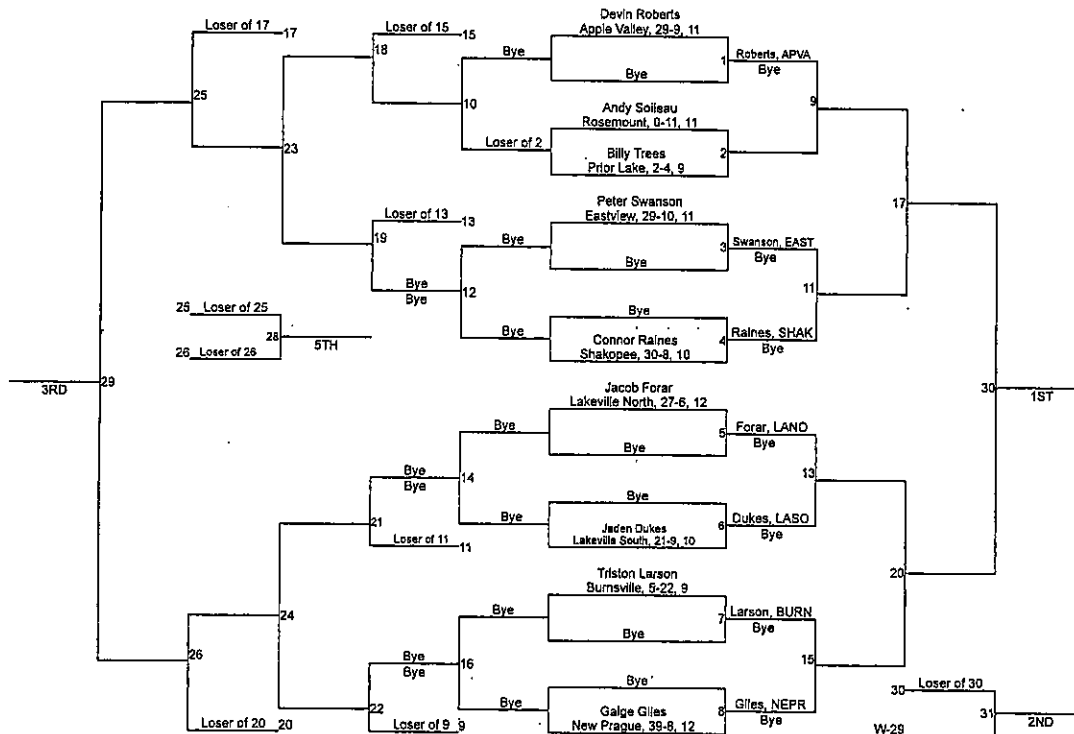 Devin Roberts
Apple Valley, 29-9, 11
Loser of 17 17
Loser of 15 15
18
Bye
1
Roberts, APVA
Bye
Bye
25
10
9
Andy Soileau
Rosemount, 0-11, 11
Loser of 2
23
Billy Trees
Prior Lake, 2-4, 9
2
Peter Swanson
Eastview, 29-10, 11
17
Loser of 13 13
19
Bye
3
Swanson, EAST
Bye
Bye
Bye
Bye
12
11
25 Loser of 25
Bye
28
5TH
Bye
Connor Raines
Shakopee, 30-8, 10
4
Raines, SHAK
Bye
26 Loser of 26
3RD
29
Jacob Forar
Lakeville North, 27-6, 12
30
1ST
Bye
5
Forar, LANO
Bye
Bye
Bye
Bye
14
13
Bye
21
Bye
Jaden Dukes
Lakeville South, 21-9, 10
6
Dukes, LASO
Bye
Loser of 11 11
Triston Larson
Burnsville, 5-22, 9
20
24
Bye
7
Larson, BURN
Bye
Bye
26
Bye
Bye
16
15
Bye
30 Loser of 30
22
Bye
Galge Giles
New Prague, 39-8, 12
8
Giles, NEPR
Bye
31
2ND
Loser of 20 20
Loser of 9 9
W-29